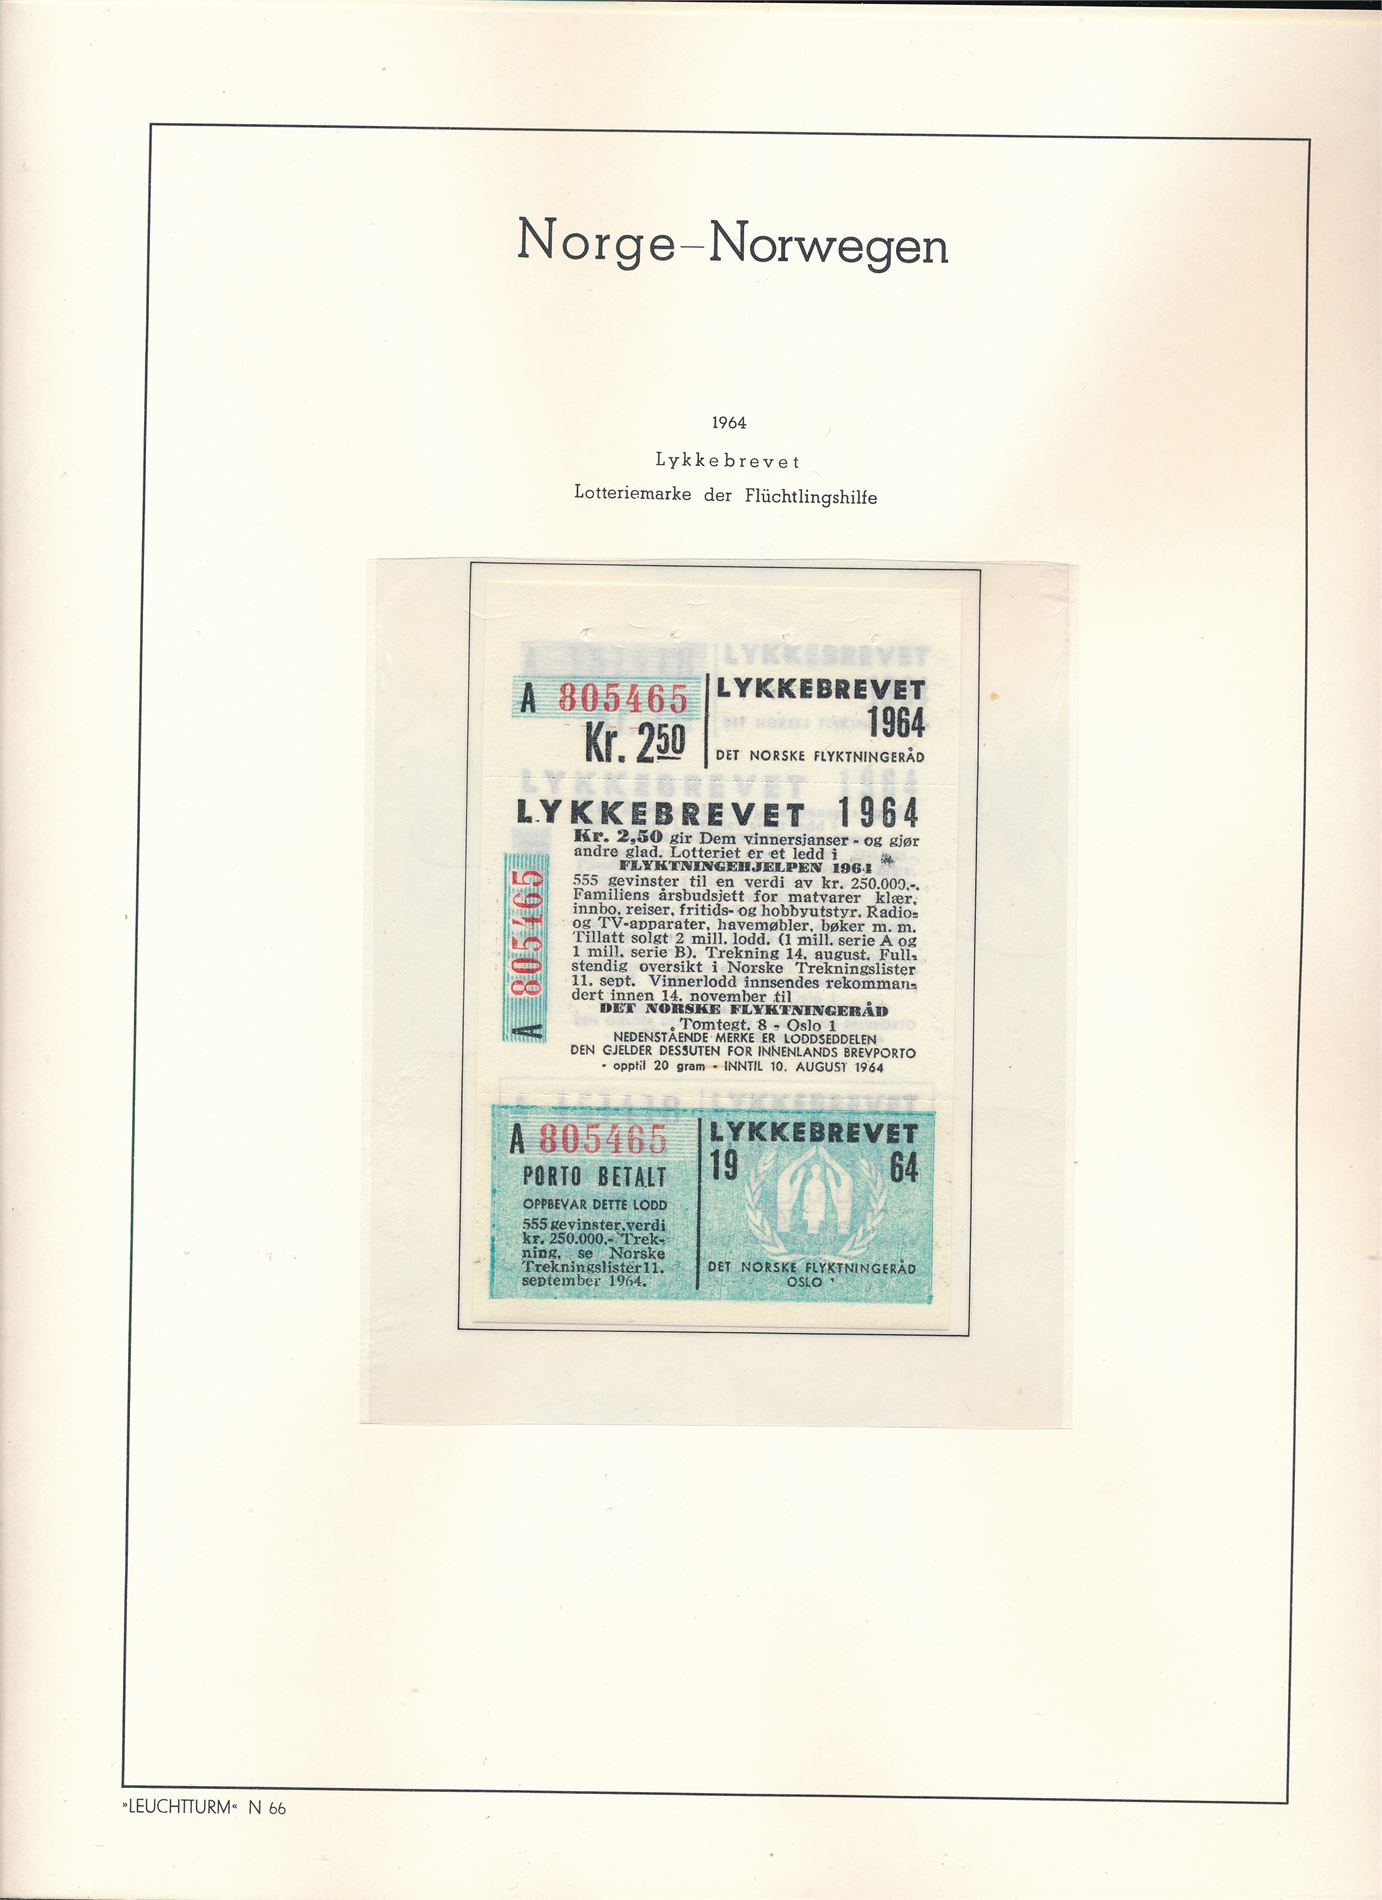 Norge–Norwegen
1964
Lykkebrevet
Lotteriemarke der Flüchtlingshilfe
A 805465
Kr. 250
LYKKEBREVET
1964
DET NORSKE FLYKTNINGERÅD
LYKKEBREVET 1964
Kr. 2,50 gir Dem vinnersjanser - og gjør
andre glad. Lotteriet er et ledd i
FLYKTNINGEHJELPEN 1964
555 gevinster til en verdi av kr. 250.000,-.
Familiens årsbudsjett for matvarer klær,
innbo, reiser, fritids- og hobbyutstyr. Radio-
og TV-apparater, havemøbler, bøker m. m.
Tillatt solgt 2 mill. lodd. (1 mill. serie A og
1 mill. serie B). Trekning 14. august. Full-
stendig oversikt i Norske Trekningslister
11. sept. Vinnerlodd innsendes rekomman-
dert innen 14. november til
DET NORSKE FLYKTNINGERÅD
Tomtegt. 8 - Oslo 1
NEDENSTÅENDE MERKE ER LODDSEDDELEN
DEN GJELDER DESSUTEN FOR INNENLANDS BREVPORTO
- opptil 20 gram - INNTIL 10. AUGUST 1964
A 805465
A 805465
PORTO BETALT
OPPBEVAR DETTE LODD
555 gevinster, verdi
kr. 250.000,- Trek-
ning, se Norske
Trekningslister 11.
september 1964.
LYKKEBREVET
19 64
DET NORSKE FLYKTNINGERÅD
OSLO
»LEUCHTTURM« N 66